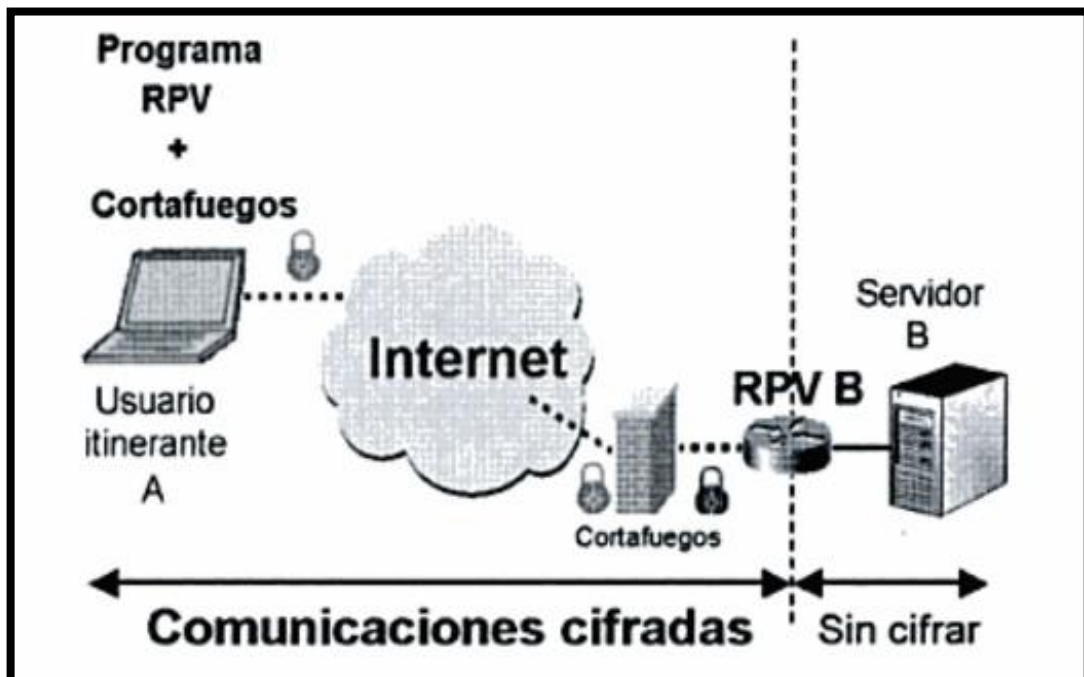 Programa
RPV
+
Cortafuegos
Usuario
itinerante
A
Internet
Cortafuegos
RPV B
Servidor
B
Comunicaciones cifradas
Sin cifrar